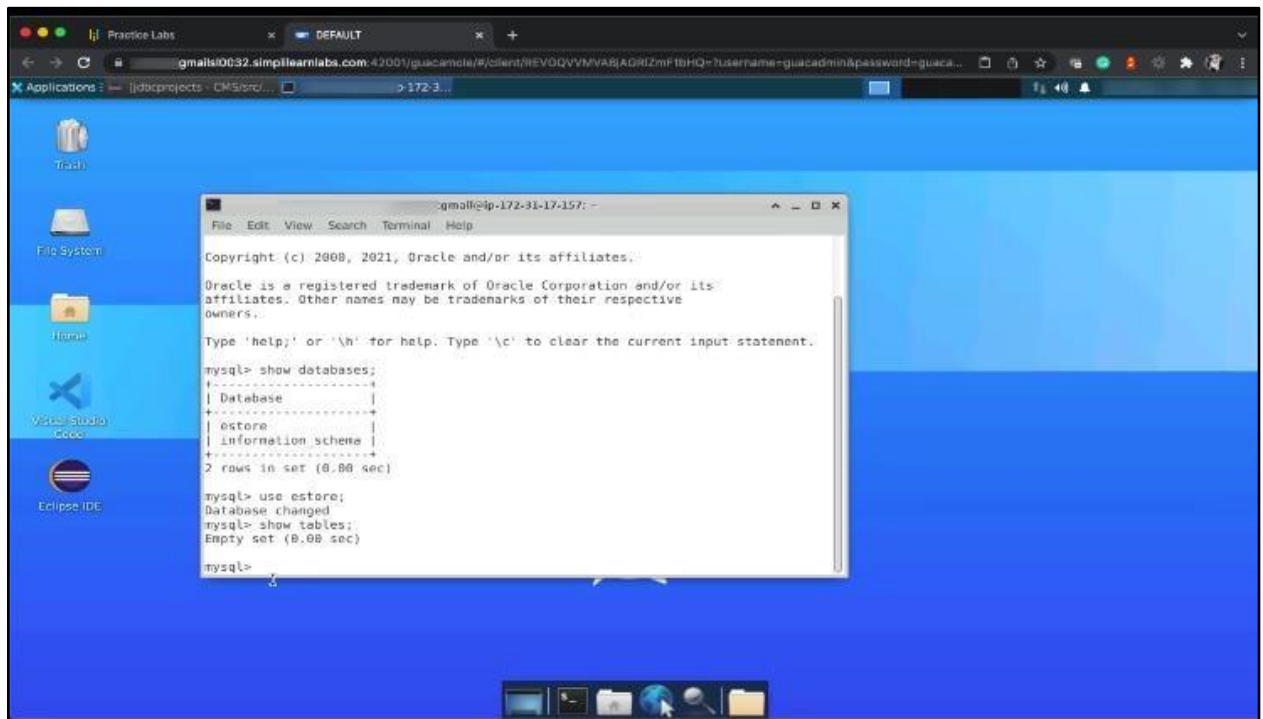 Practice Labs
DEFAULT
gmailsl0032.simplilearnlabs.com:42001/guacamole/#/client/
?username=guacadmin&password=guaca...
Applications
[jdbcprojects - CMS/src/...
p-172-3...
Trash
File System
Home
Visual Studio
Code
Eclipse IDE
:gmail@ip-172-31-17-157: ~
File Edit View Search Terminal Help
Copyright (c) 2000, 2021, Oracle and/or its affiliates.
Oracle is a registered trademark of Oracle Corporation and/or its
affiliates. Other names may be trademarks of their respective
owners.
Type 'help;' or '\h' for help. Type '\c' to clear the current input statement.
mysql> show databases;
+--------------------+
| Database |
+--------------------+
| estore |
| information_schema |
+--------------------+
2 rows in set (0.00 sec)
mysql> use estore;
Database changed
mysql> show tables;
Empty set (0.00 sec)
mysql>